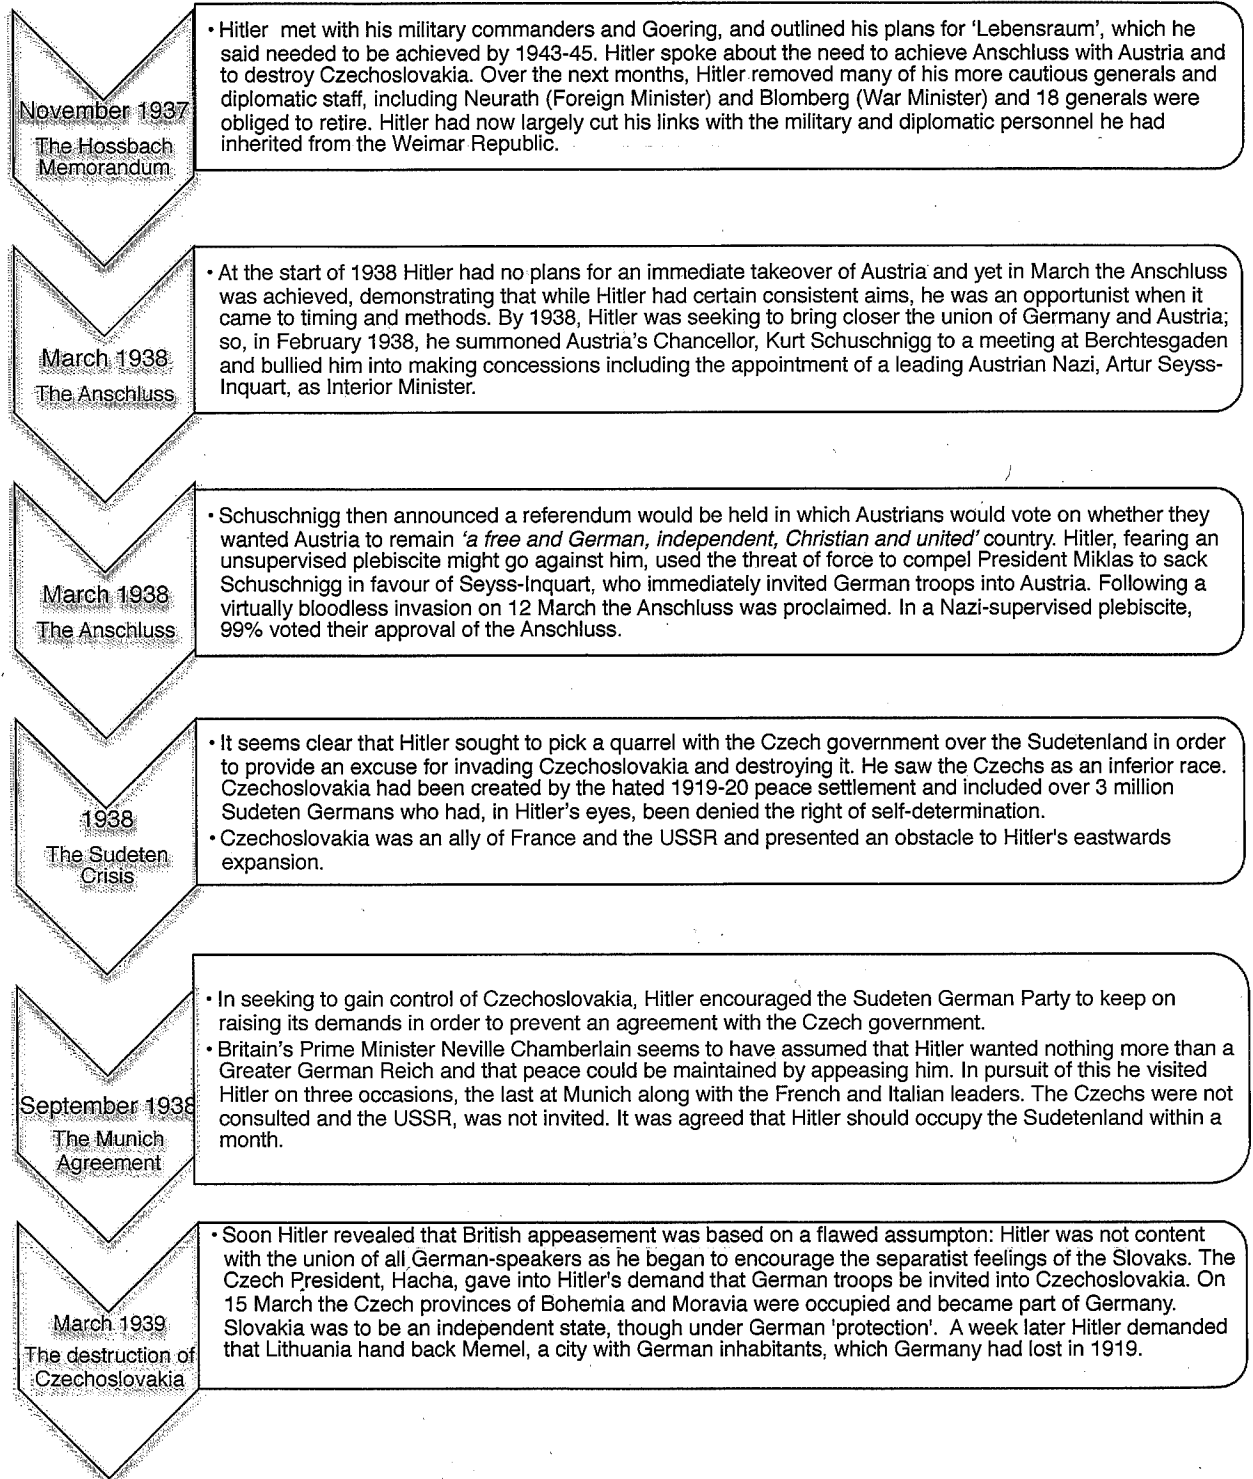 November 1937
The Hossbach
Memorandum
• Hitler met with his military commanders and Goering, and outlined his plans for 'Lebensraum', which he
said needed to be achieved by 1943-45. Hitler spoke about the need to achieve Anschluss with Austria and
to destroy Czechoslovakia. Over the next months, Hitler removed many of his more cautious generals and
diplomatic staff, including Neurath (Foreign Minister) and Blomberg (War Minister) and 18 generals were
obliged to retire. Hitler had now largely cut his links with the military and diplomatic personnel he had
inherited from the Weimar Republic.
March 1938
The Anschluss
• At the start of 1938 Hitler had no plans for an immediate takeover of Austria and yet in March the Anschluss
was achieved, demonstrating that while Hitler had certain consistent aims, he was an opportunist when it
came to timing and methods. By 1938, Hitler was seeking to bring closer the union of Germany and Austria;
so, in February 1938, he summoned Austria's Chancellor, Kurt Schuschnigg to a meeting at Berchtesgaden
and bullied him into making concessions including the appointment of a leading Austrian Nazi, Artur Seyss-
Inquart, as Interior Minister.
March 1938
The Anschluss
• Schuschnigg then announced a referendum would be held in which Austrians would vote on whether they
wanted Austria to remain 'a free and German, independent, Christian and united' country. Hitler, fearing an
unsupervised plebiscite might go against him, used the threat of force to compel President Miklas to sack
Schuschnigg in favour of Seyss-Inquart, who immediately invited German troops into Austria. Following a
virtually bloodless invasion on 12 March the Anschluss was proclaimed. In a Nazi-supervised plebiscite,
99% voted their approval of the Anschluss.
1938
The Sudeten
Crisis
• It seems clear that Hitler sought to pick a quarrel with the Czech government over the Sudetenland in order
to provide an excuse for invading Czechoslovakia and destroying it. He saw the Czechs as an inferior race.
Czechoslovakia had been created by the hated 1919-20 peace settlement and included over 3 million
Sudeten Germans who had, in Hitler's eyes, been denied the right of self-determination.
• Czechoslovakia was an ally of France and the USSR and presented an obstacle to Hitler's eastwards
expansion.
September 1938
The Munich
Agreement
• In seeking to gain control of Czechoslovakia, Hitler encouraged the Sudeten German Party to keep on
raising its demands in order to prevent an agreement with the Czech government.
• Britain's Prime Minister Neville Chamberlain seems to have assumed that Hitler wanted nothing more than a
Greater German Reich and that peace could be maintained by appeasing him. In pursuit of this he visited
Hitler on three occasions, the last at Munich along with the French and Italian leaders. The Czechs were not
consulted and the USSR, was not invited. It was agreed that Hitler should occupy the Sudetenland within a
month.
March 1939
The destruction of
Czechoslovakia
• Soon Hitler revealed that British appeasement was based on a flawed assumpton: Hitler was not content
with the union of all German-speakers as he began to encourage the separatist feelings of the Slovaks. The
Czech President, Hacha, gave into Hitler's demand that German troops be invited into Czechoslovakia. On
15 March the Czech provinces of Bohemia and Moravia were occupied and became part of Germany.
Slovakia was to be an independent state, though under German 'protection'. A week later Hitler demanded
that Lithuania hand back Memel, a city with German inhabitants, which Germany had lost in 1919.